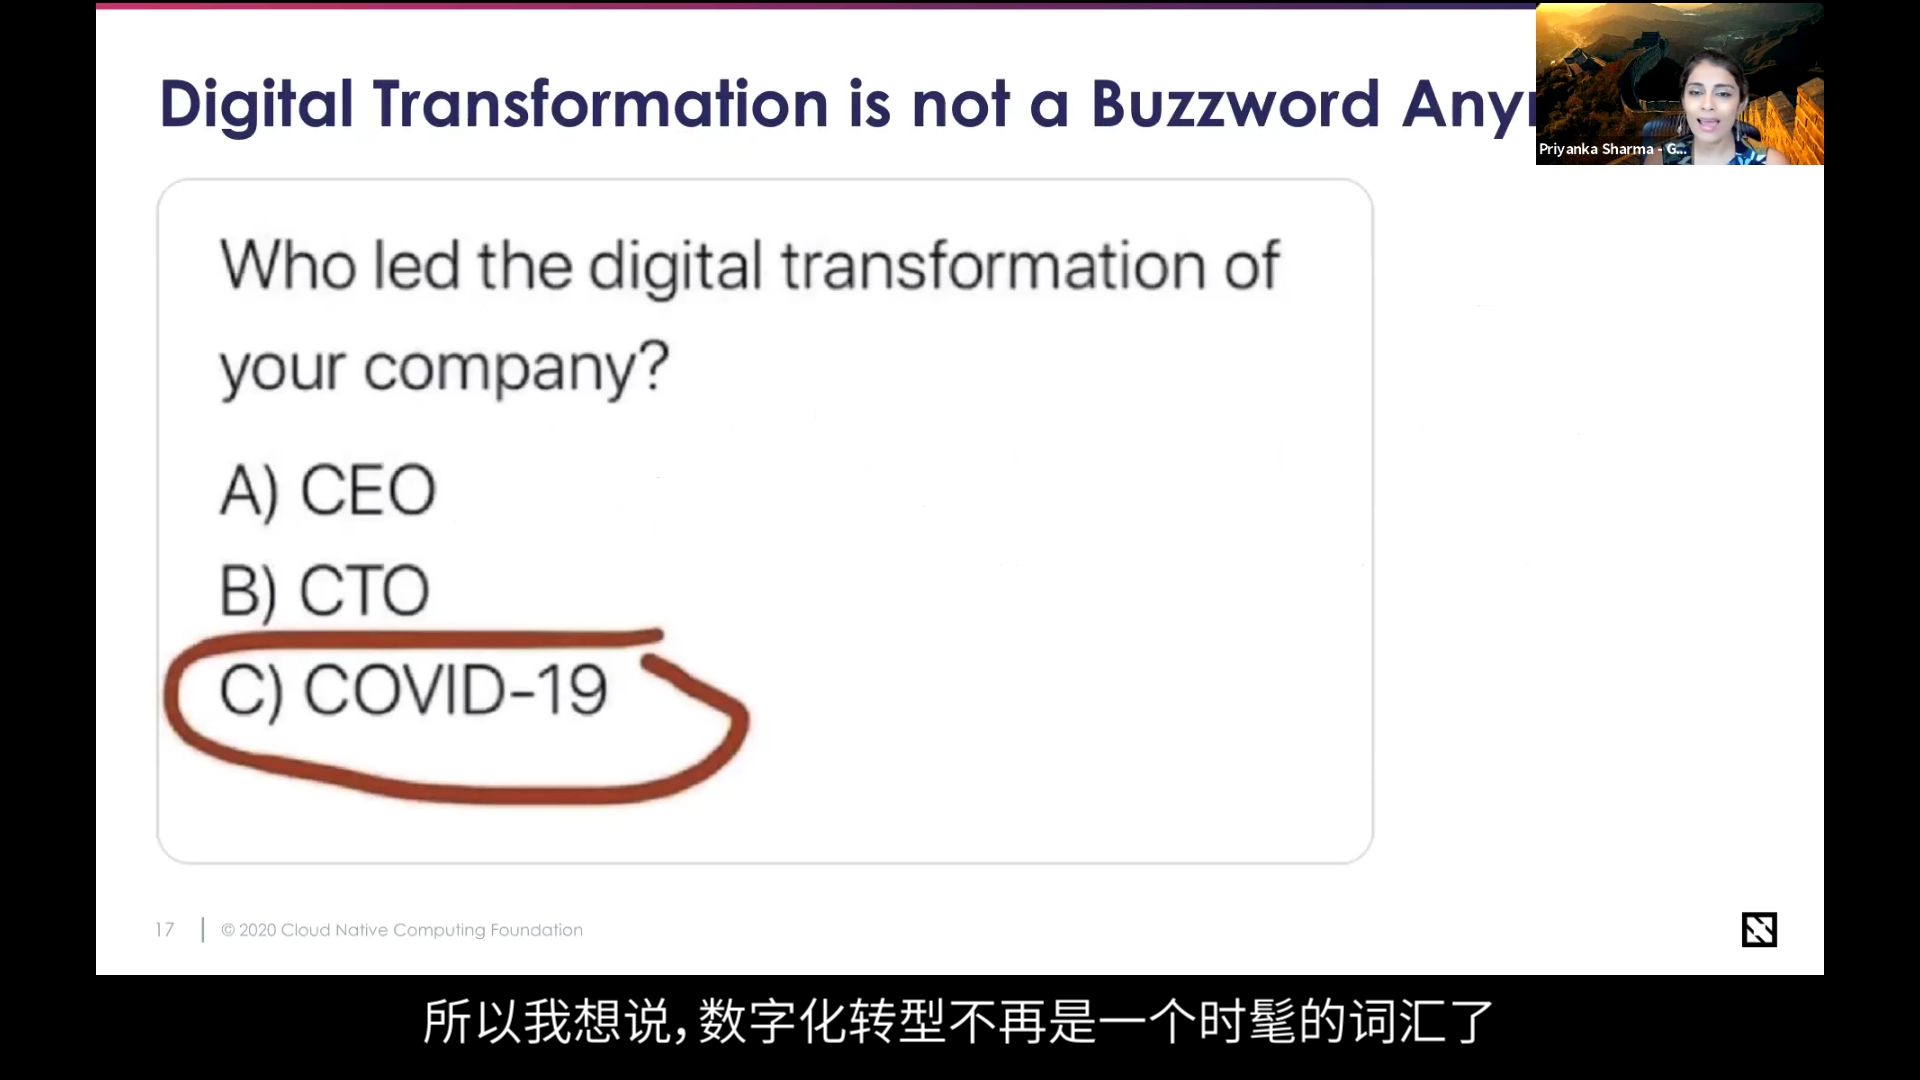 Digital Transformation is not a Buzzword Any
Priyanka Sharma - G...
Who led the digital transformation of
your company?
A) CEO
B) CTO
C) COVID-19
17 | © 2020 Cloud Native Computing Foundation
所以我想说,数字化转型不再是一个时髦的词汇了